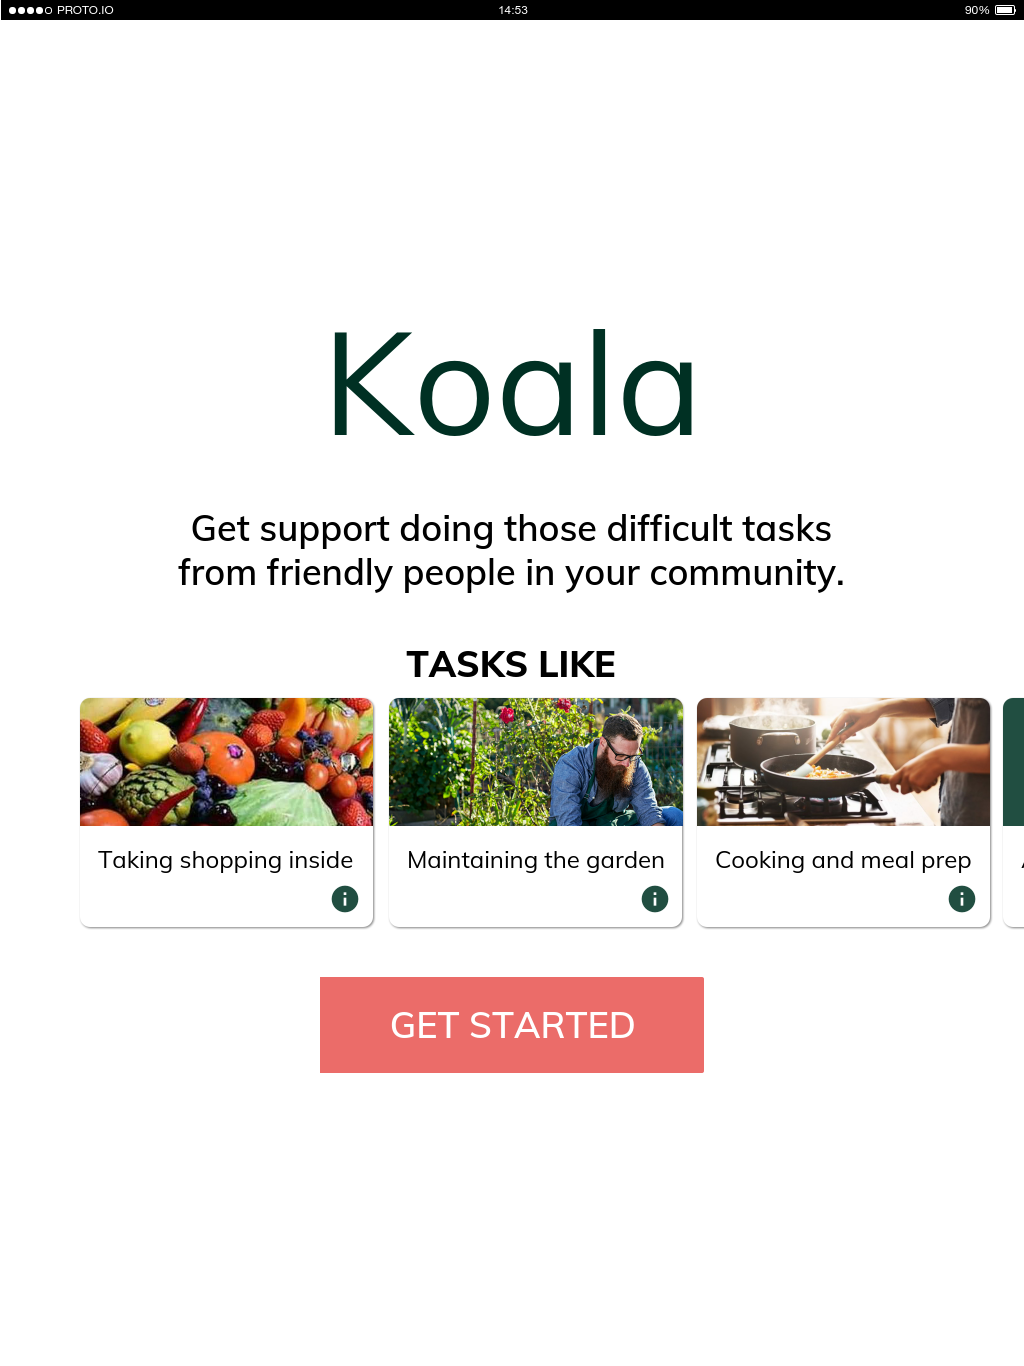 PROTO.IO 14:53 90%
Koala
Get support doing those difficult tasks
from friendly people in your community.
TASKS LIKE
Taking shopping inside
Maintaining the garden
Cooking and meal prep
GET STARTED